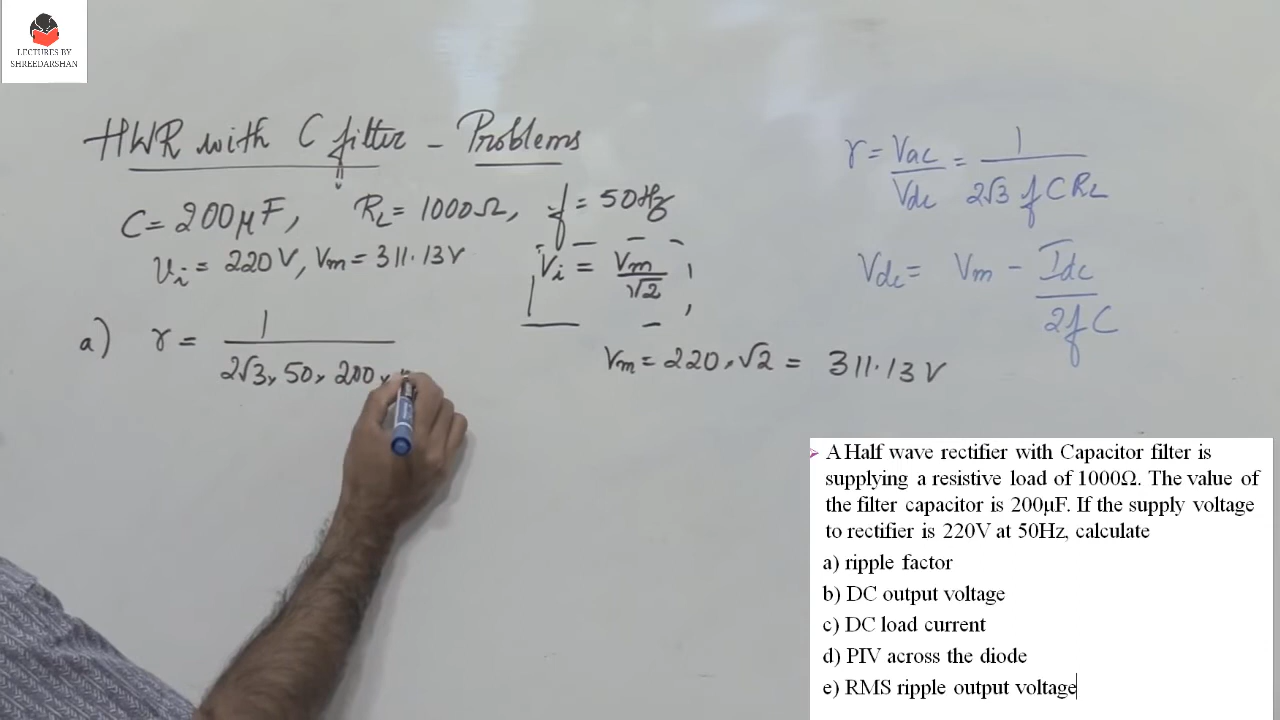 LECTURES BY
SHREEDARSHAN
HWR with C filter - Problems
C = 200μF, RL = 1000Ω, f = 50Hz
Vi = 220V, Vm = 311.13V
Vi = Vm/√2
a) γ = 1/(2√3 × 50 × 200 ×
Vm = 220 . √2 = 311.13V
γ = Vac/Vdc = 1/(2√3 f C RL)
Vdc = Vm - Idc/(2fC)
A Half wave rectifier with Capacitor filter is
supplying a resistive load of 1000Ω. The value of
the filter capacitor is 200μF. If the supply voltage
to rectifier is 220V at 50Hz, calculate
a) ripple factor
b) DC output voltage
c) DC load current
d) PIV across the diode
e) RMS ripple output voltage